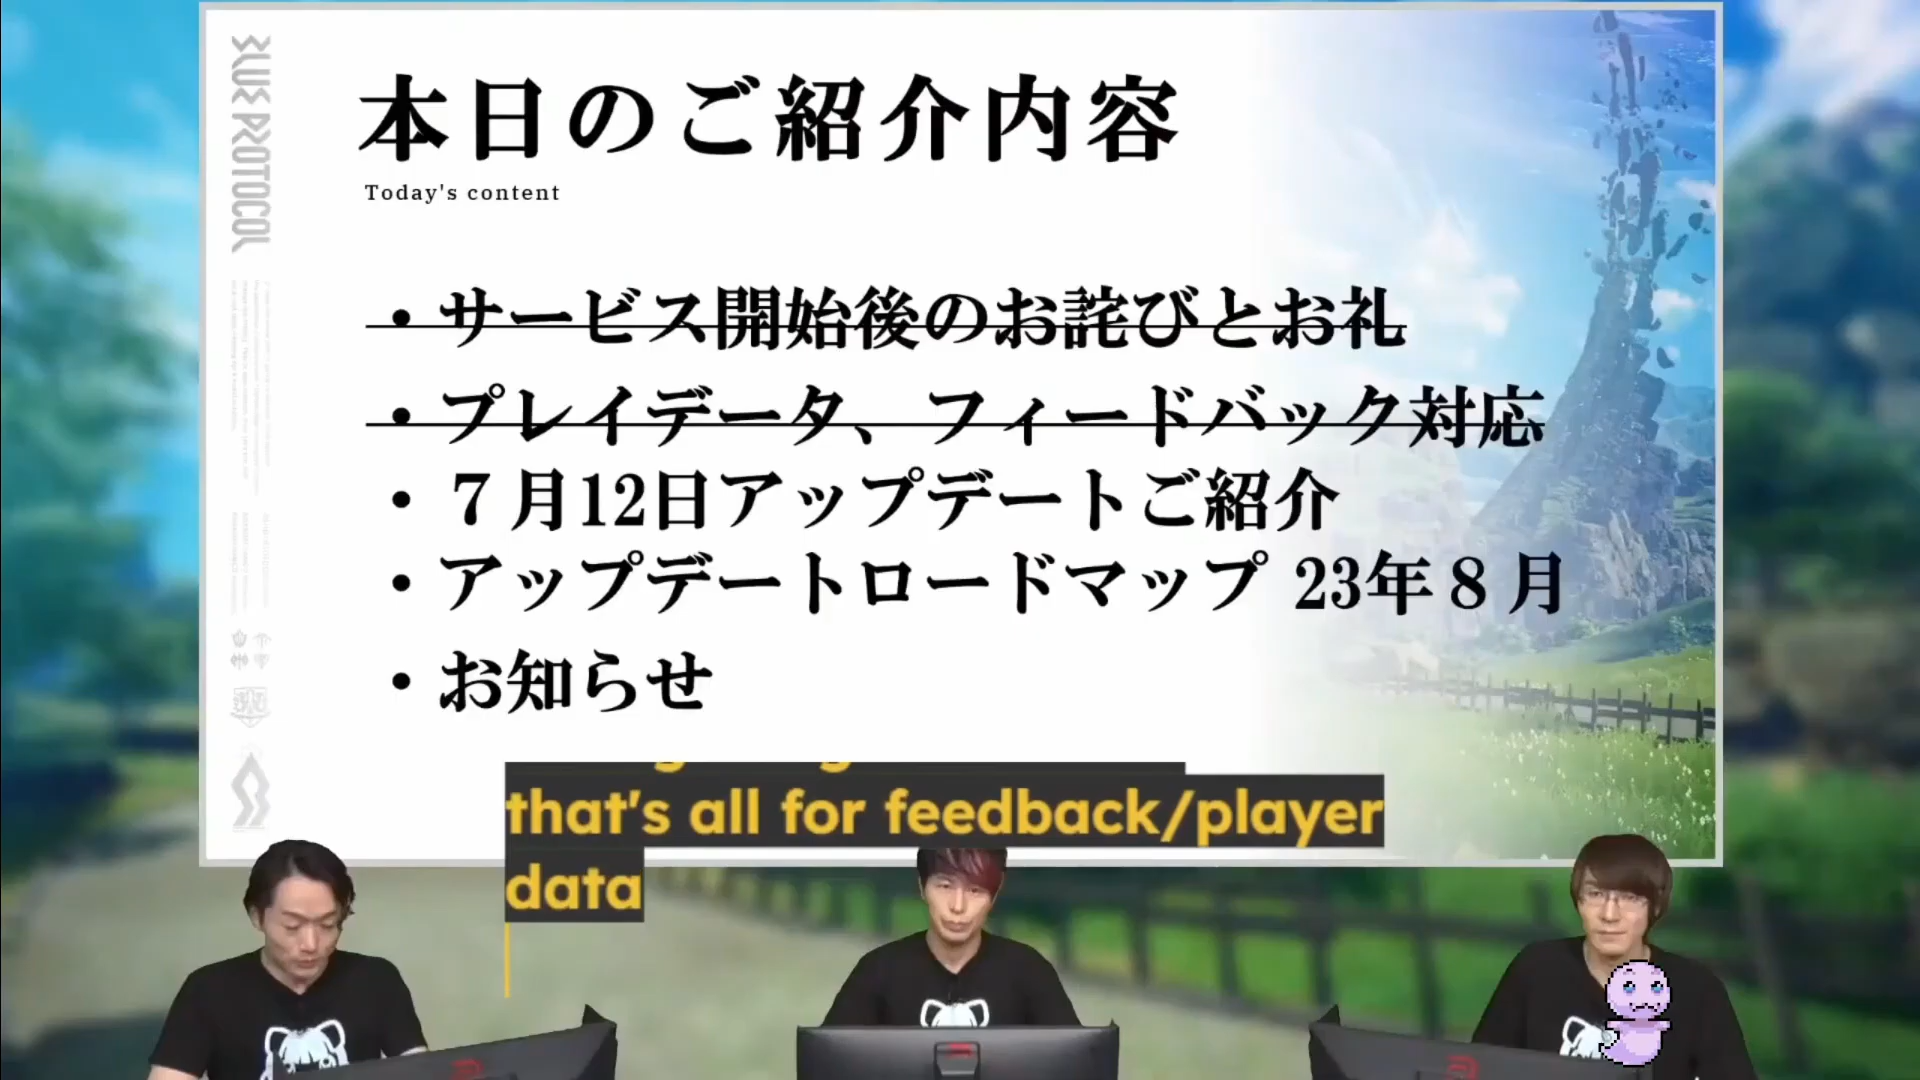 BLUE PROTOCOL
本日のご紹介内容
Today's content
・サービス開始後のお詫びとお礼
・プレイデータ、フィードバック対応
・７月12日アップデートご紹介
・アップデートロードマップ 23年８月
・お知らせ
that's all for feedback/player
data